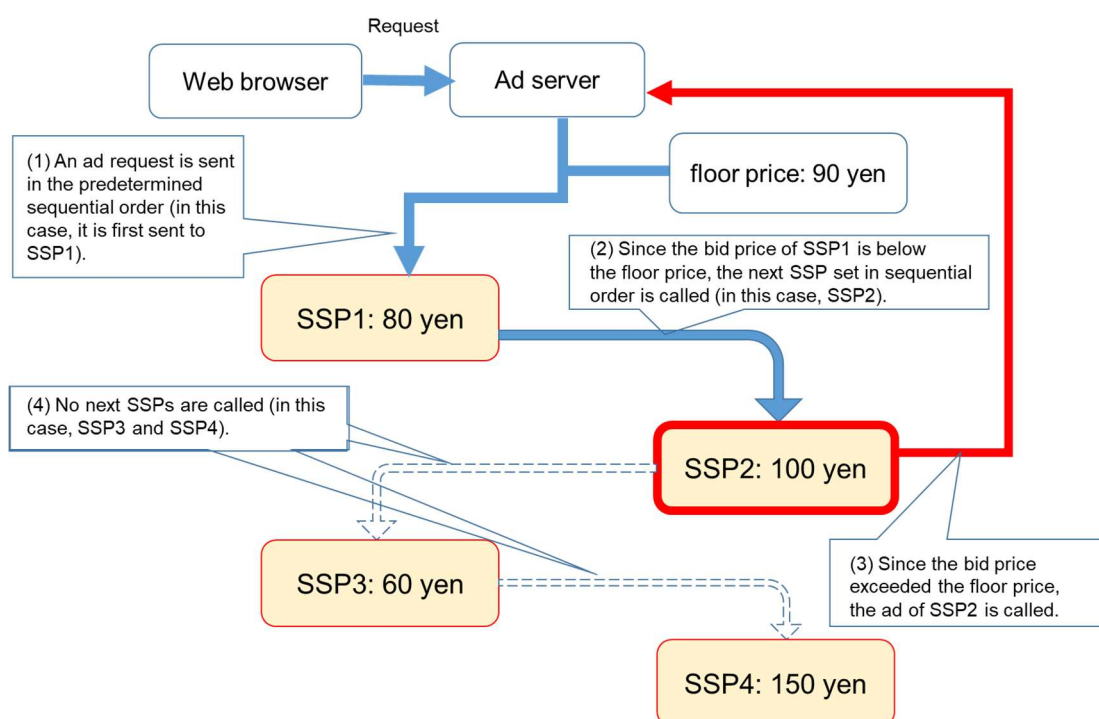 Request
Web browser
Ad server
(1) An ad request is sent
in the predetermined
sequential order (in this
case, it is first sent to
SSP1).
floor price: 90 yen
(2) Since the bid price of SSP1 is below
the floor price, the next SSP set in sequential
order is called (in this case, SSP2).
SSP1: 80 yen
(4) No next SSPs are called (in this
case, SSP3 and SSP4).
SSP2: 100 yen
SSP3: 60 yen
(3) Since the bid price
exceeded the floor price,
the ad of SSP2 is called.
SSP4: 150 yen